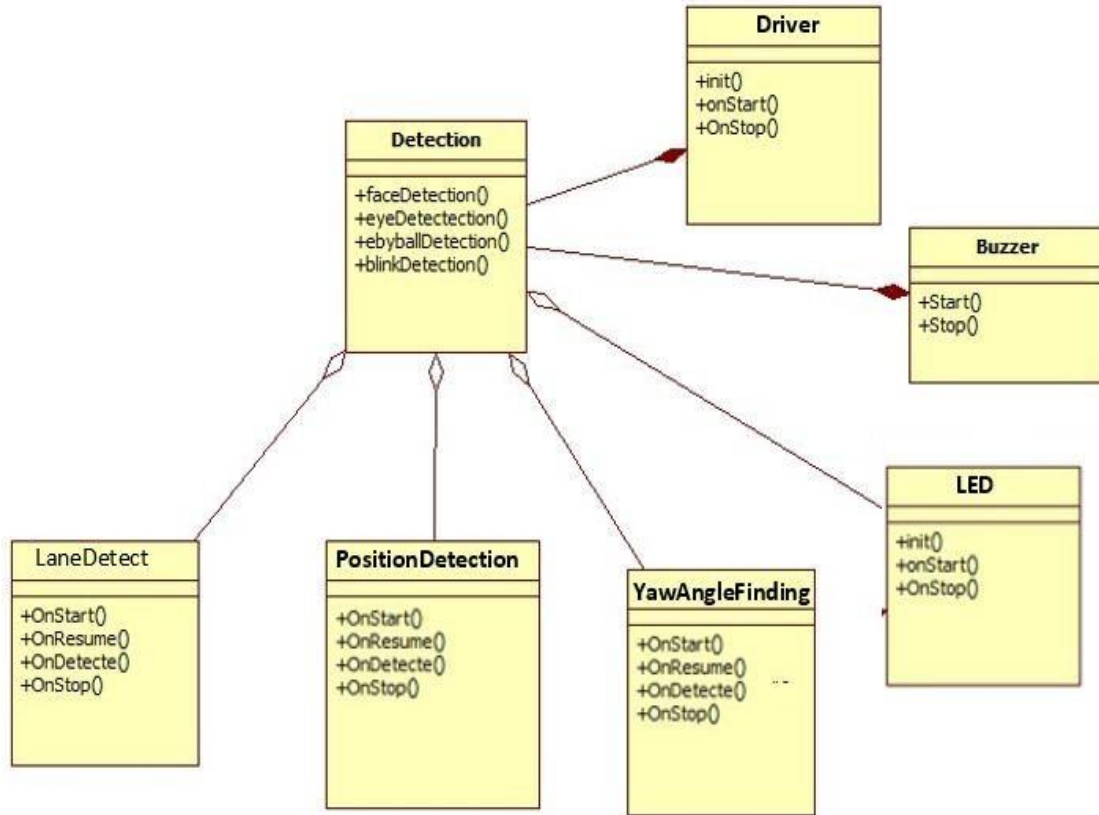 Driver
+init()
+onStart()
+OnStop()
Detection
+faceDetection()
+eyeDetectection()
+ebyballDetection()
+blinkDetection()
Buzzer
+Start()
+Stop()
LED
+init()
+onStart()
+OnStop()
LaneDetect
+OnStart()
+OnResume()
+OnDetecte()
+OnStop()
PositionDetection
+OnStart()
+OnResume()
+OnDetecte()
+OnStop()
YawAngleFinding
+OnStart()
+OnResume()
+OnDetecte()
+OnStop()